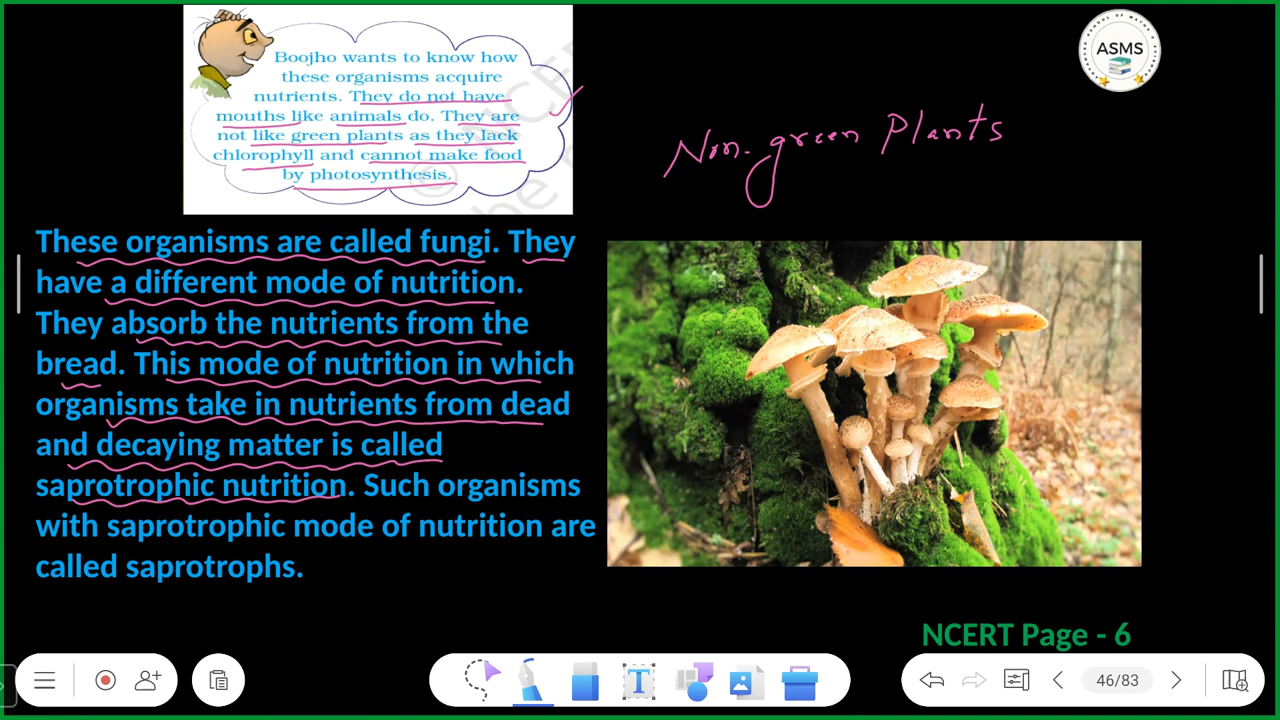 Boojho wants to know how
these organisms acquire
nutrients. They do not have
mouths like animals do. They are
not like green plants as they lack
chlorophyll and cannot make food
by photosynthesis.
ASMS
Non-green Plants
These organisms are called fungi. They
have a different mode of nutrition.
They absorb the nutrients from the
bread. This mode of nutrition in which
organisms take in nutrients from dead
and decaying matter is called
saprotrophic nutrition. Such organisms
with saprotrophic mode of nutrition are
called saprotrophs.
NCERT Page - 6
T
46/83